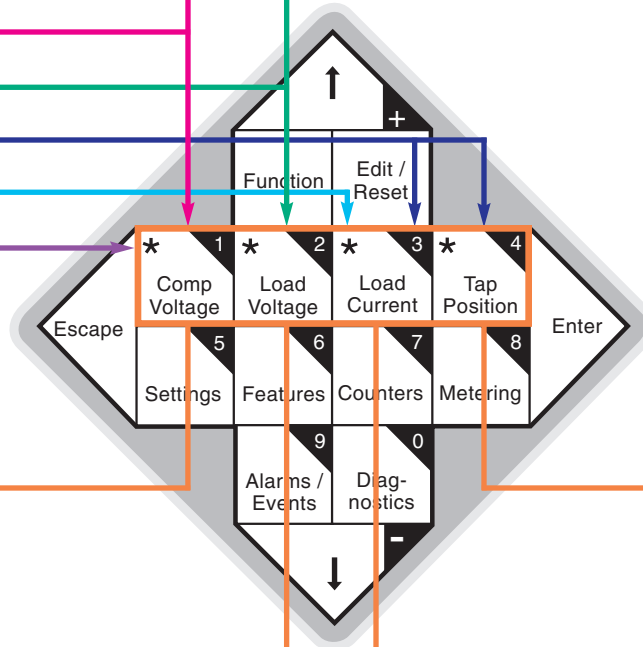 ↑
+
Function
Edit /
Reset
* 1
Comp
Voltage
* 2
Load
Voltage
* 3
Load
Current
* 4
Tap
Position
Escape
Enter
5
Settings
6
Features
7
Counters
8
Metering
9
Alarms /
Events
0
Diag-
nostics
-
↓